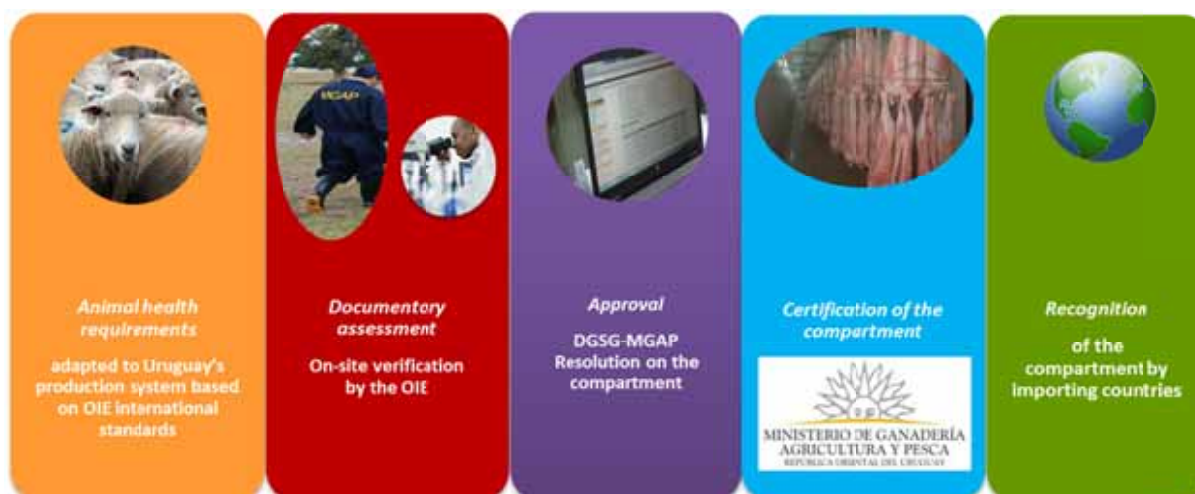 MGAP
Animal health
requirements
adapted to Uruguay's
production system based
on OIE international
standards
Documentary
assessment
On-site verification
by the OIE
Approval
DGSG-MGAP
Resolution on the
compartment
Certification of the
compartment
MINISTERIO DE GANADERÍA
AGRICULTURA Y PESCA
REPÚBLICA ORIENTAL DEL URUGUAY
Recognition
of the
compartment by
importing countries